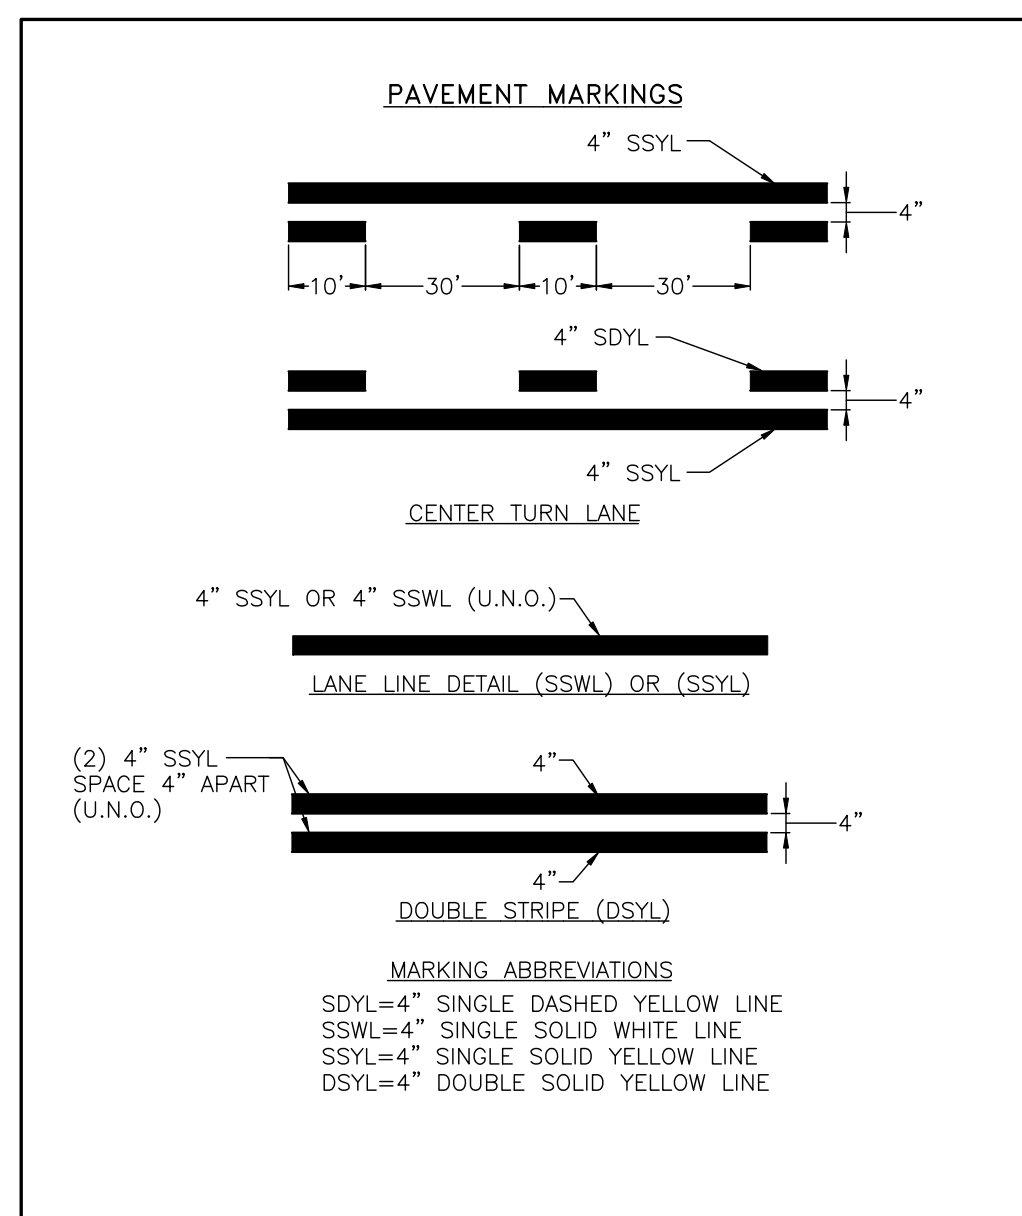 PAVEMENT MARKINGS
4" SSYL
4"
10' 30' 10' 30'
4" SDYL
4"
4" SSYL
CENTER TURN LANE
4" SSYL OR 4" SSWL (U.N.O.)
LANE LINE DETAIL (SSWL) OR (SSYL)
(2) 4" SSYL
SPACE 4" APART
(U.N.O.)
4"
4"
4"
DOUBLE STRIPE (DSYL)
MARKING ABBREVIATIONS
SDYL=4" SINGLE DASHED YELLOW LINE
SSWL=4" SINGLE SOLID WHITE LINE
SSYL=4" SINGLE SOLID YELLOW LINE
DSYL=4" DOUBLE SOLID YELLOW LINE